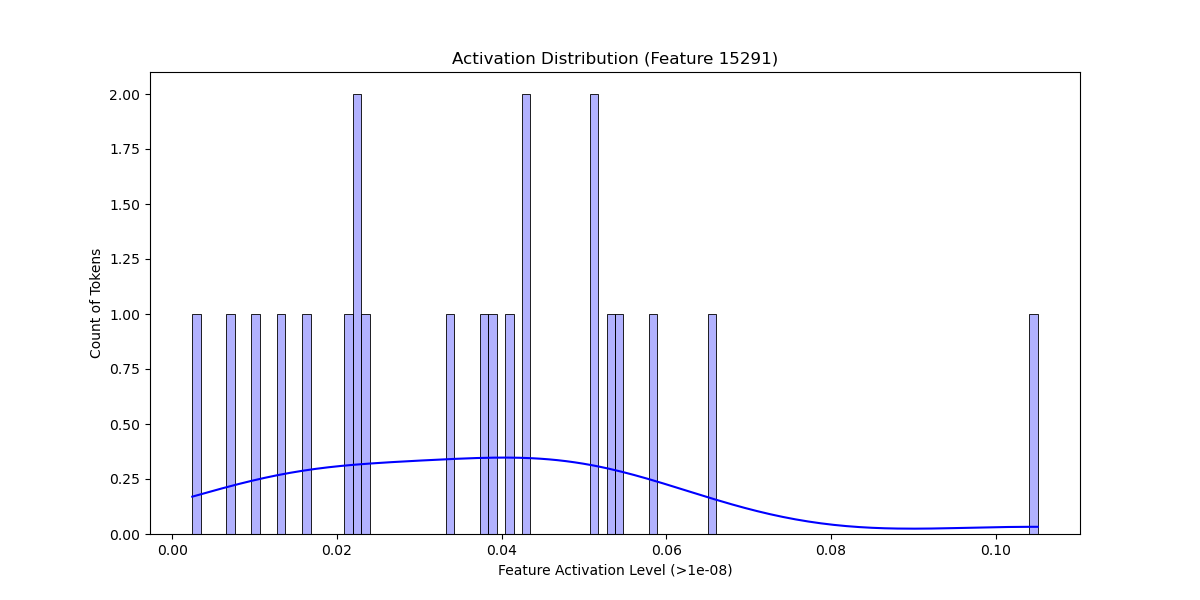 Activation Distribution (Feature 15291)
2.00
1.75
1.50
1.25
1.00
0.75
0.50
0.25
0.00
Count of Tokens
0.00 0.02 0.04 0.06 0.08 0.10
Feature Activation Level (>1e-08)